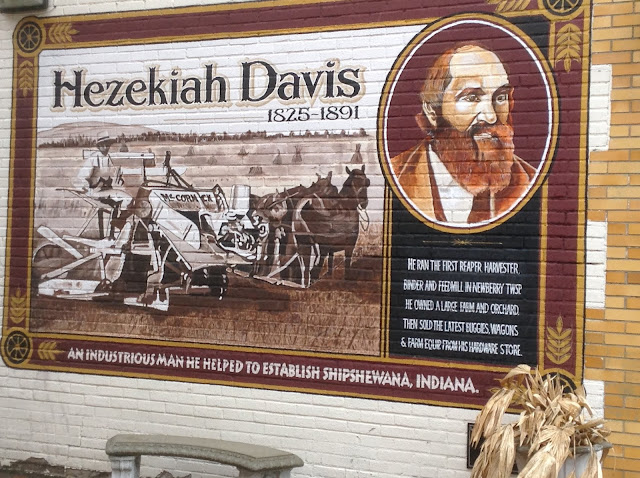 Hezekiah Davis
1825-1891
McCORMICK
He ran the first reaper harvester,
binder and feedmill in Newberry Twsp.
He owned a large farm and orchard,
then sold the latest buggies, wagons
& farm equip. from his hardware store.
An industrious man he helped to establish Shipshewana, Indiana.